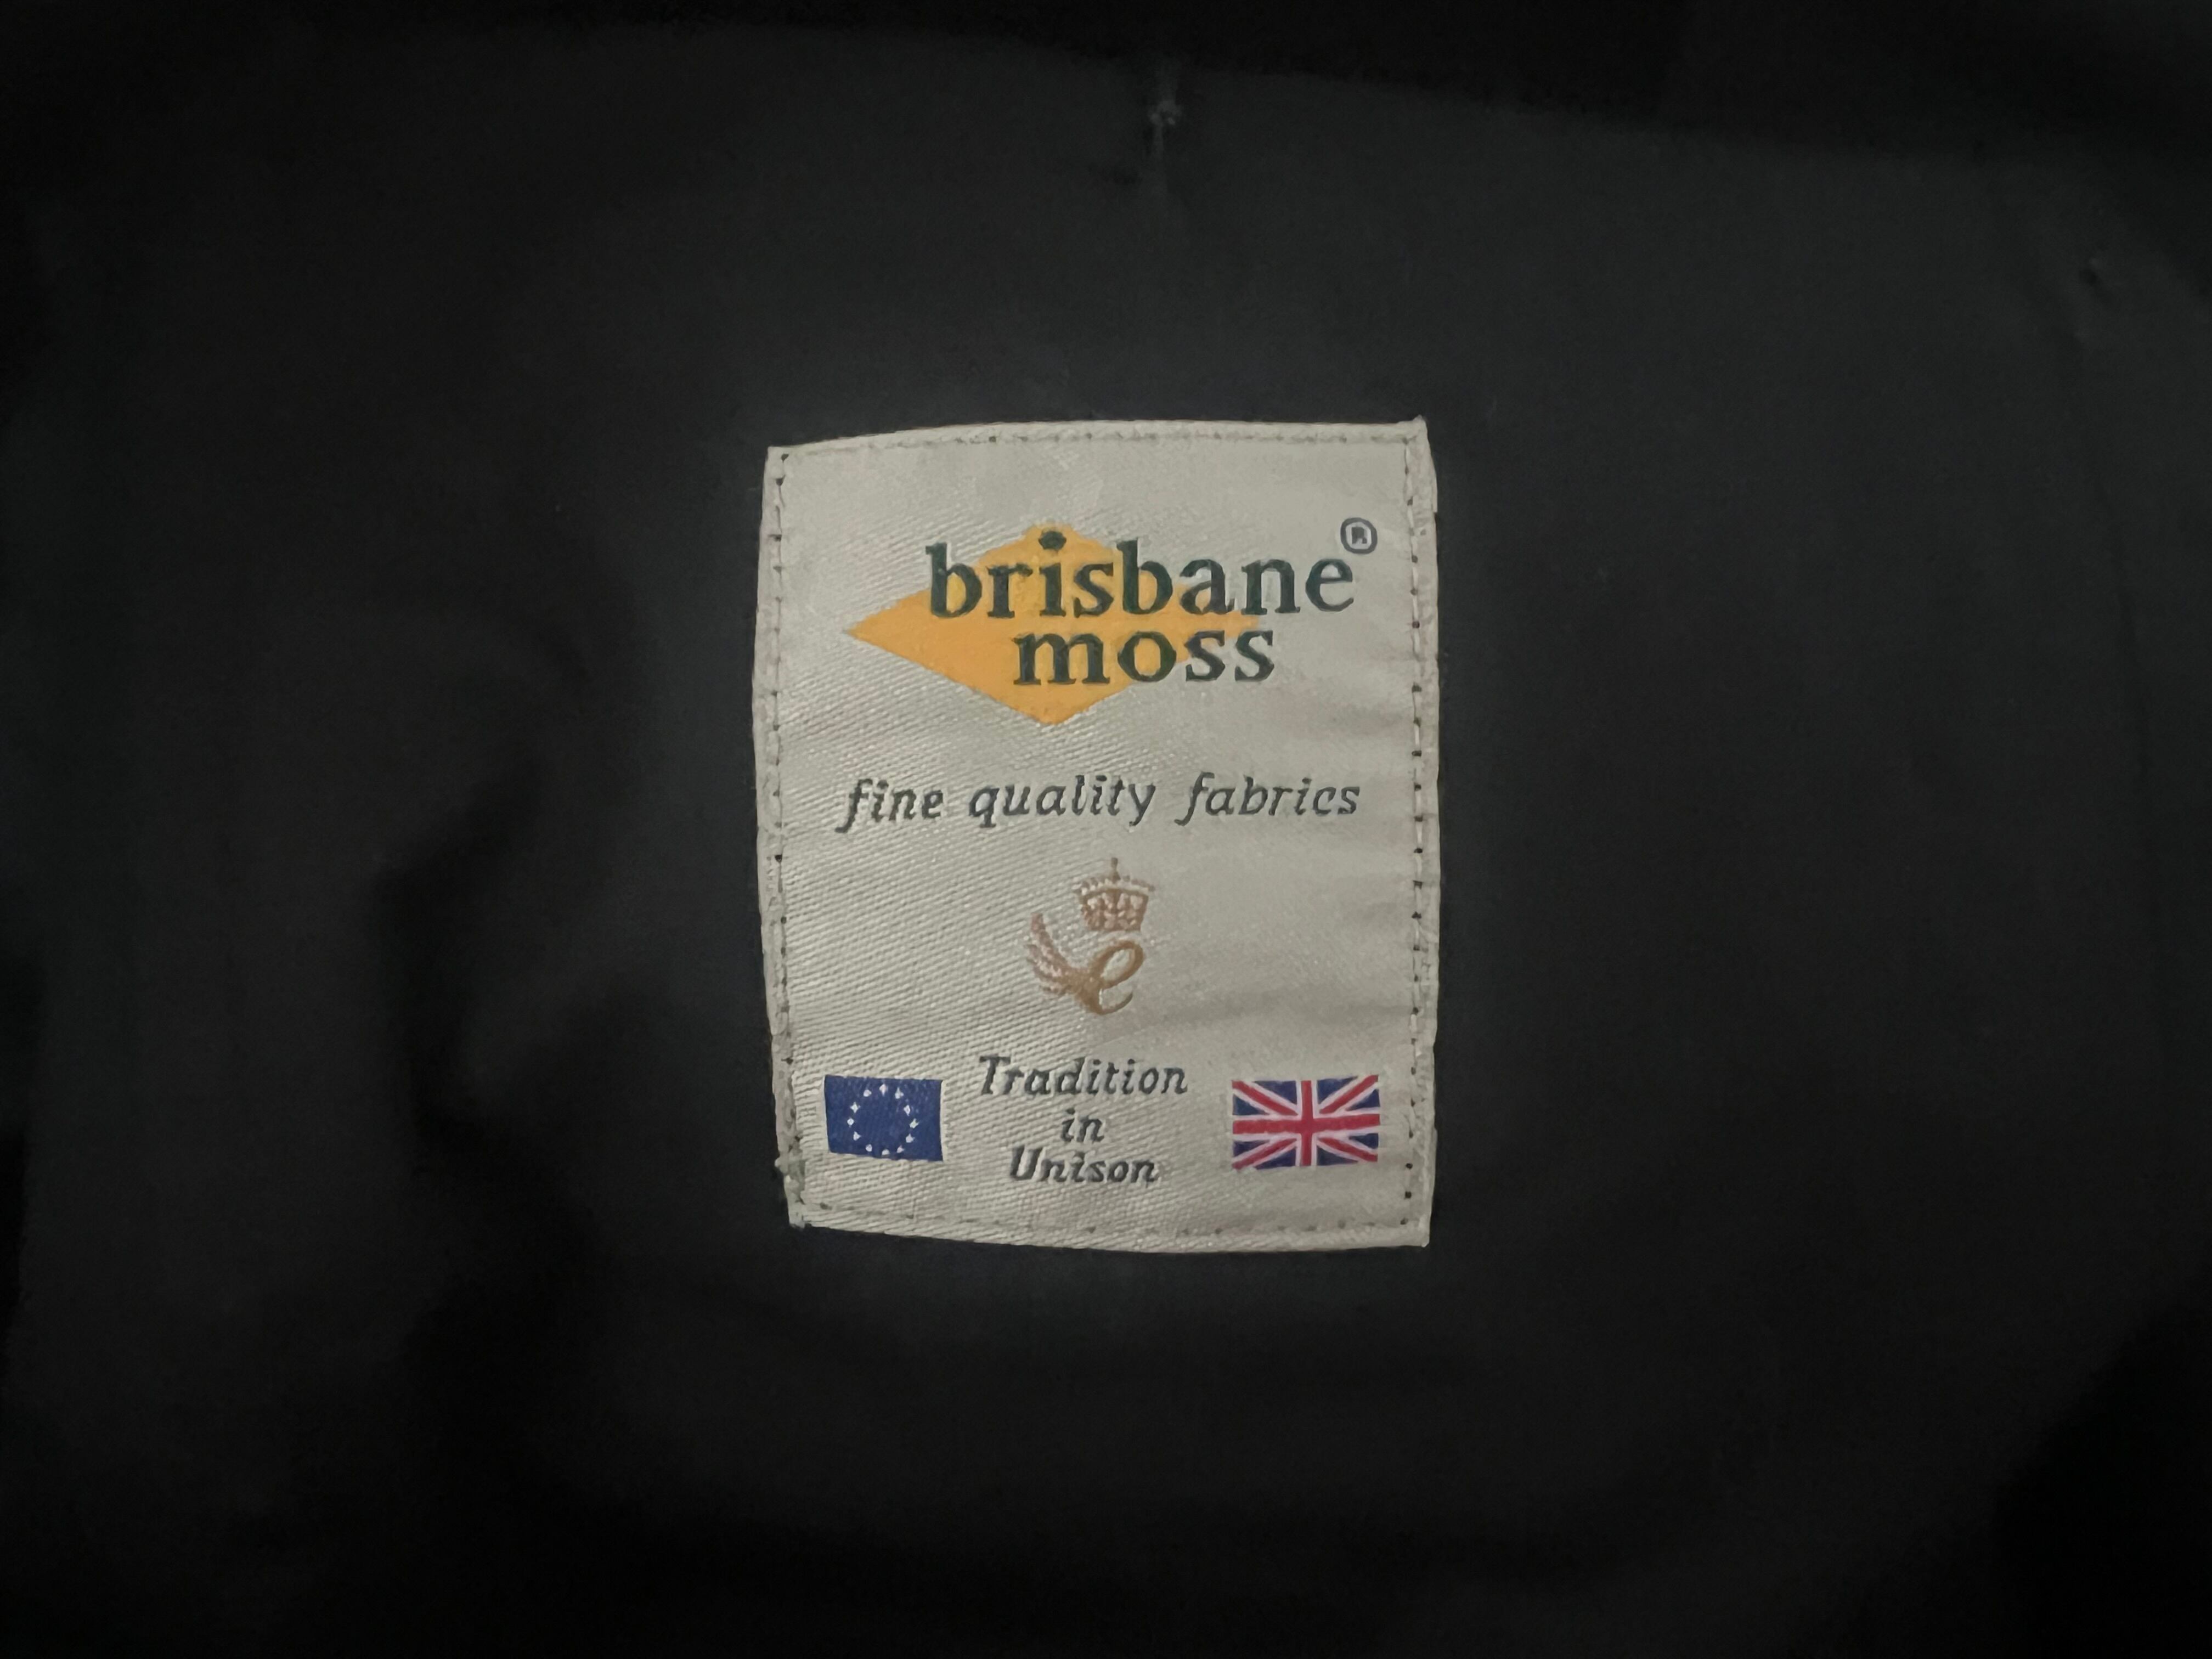 brisbane®
moss
fine quality fabrics
e
Tradition
in
Unison